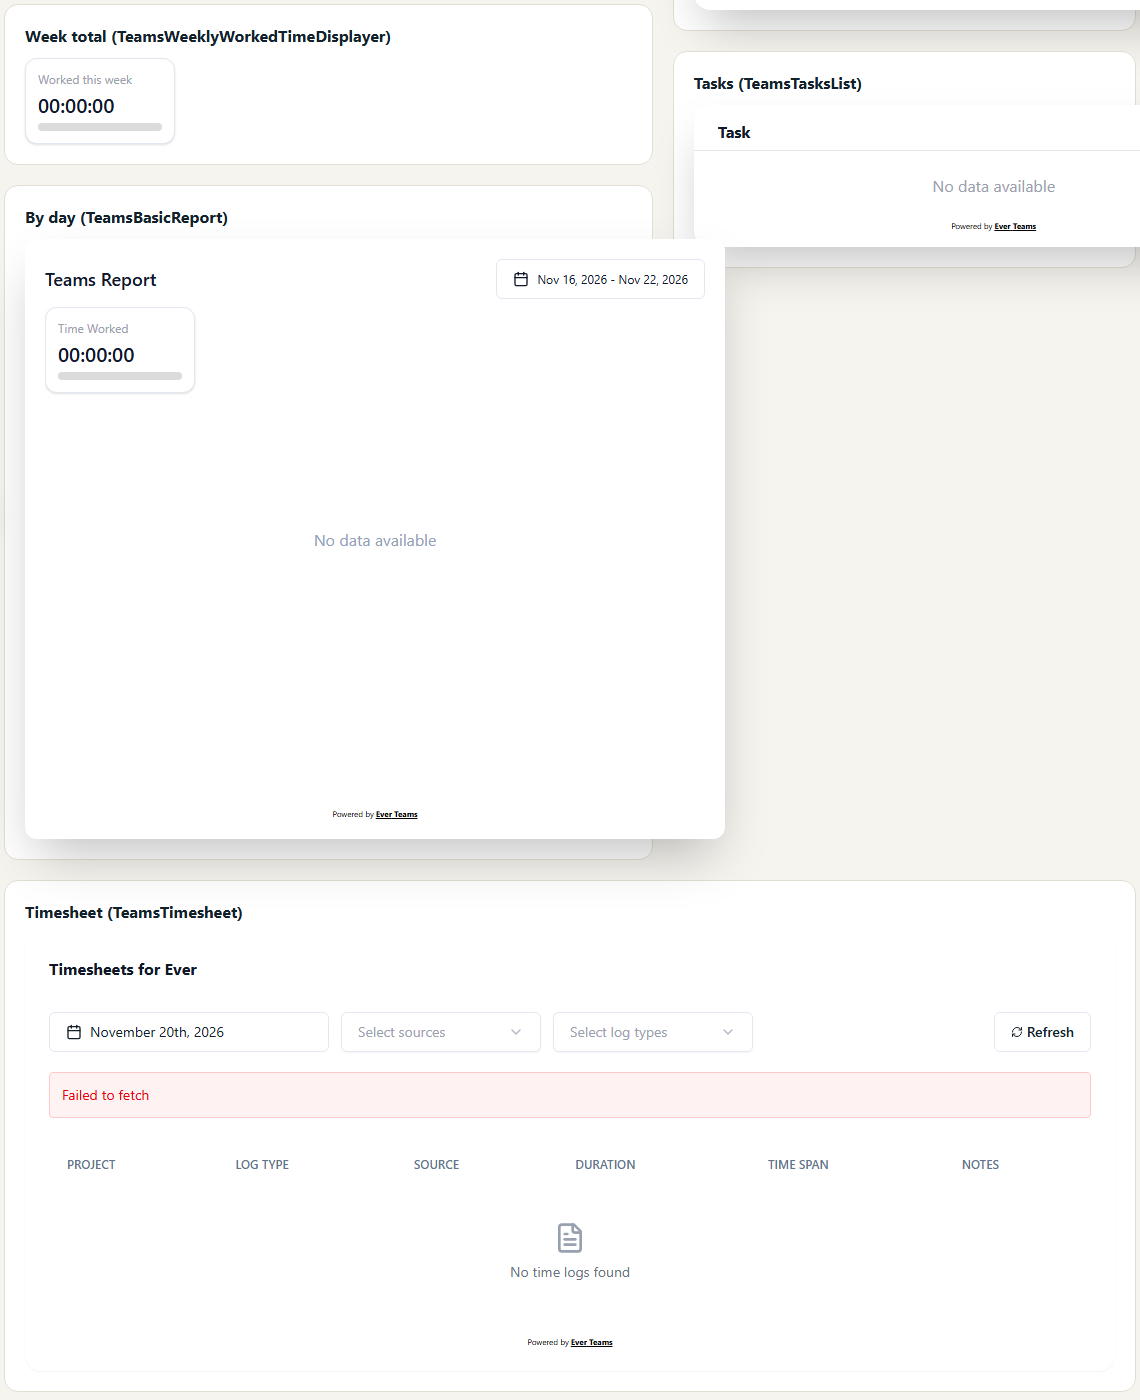 Week total (TeamsWeeklyWorkedTimeDisplayer)
Worked this week
00:00:00
Tasks (TeamsTasksList)
Task
No data available
Powered by Ever Teams
By day (TeamsBasicReport)
Teams Report
Nov 16, 2026 - Nov 22, 2026
Time Worked
00:00:00
No data available
Powered by Ever Teams
Timesheet (TeamsTimesheet)
Timesheets for Ever
November 20th, 2026
Select sources
Select log types
Refresh
Failed to fetch
PROJECT LOG TYPE SOURCE DURATION TIME SPAN NOTES
No time logs found
Powered by Ever Teams